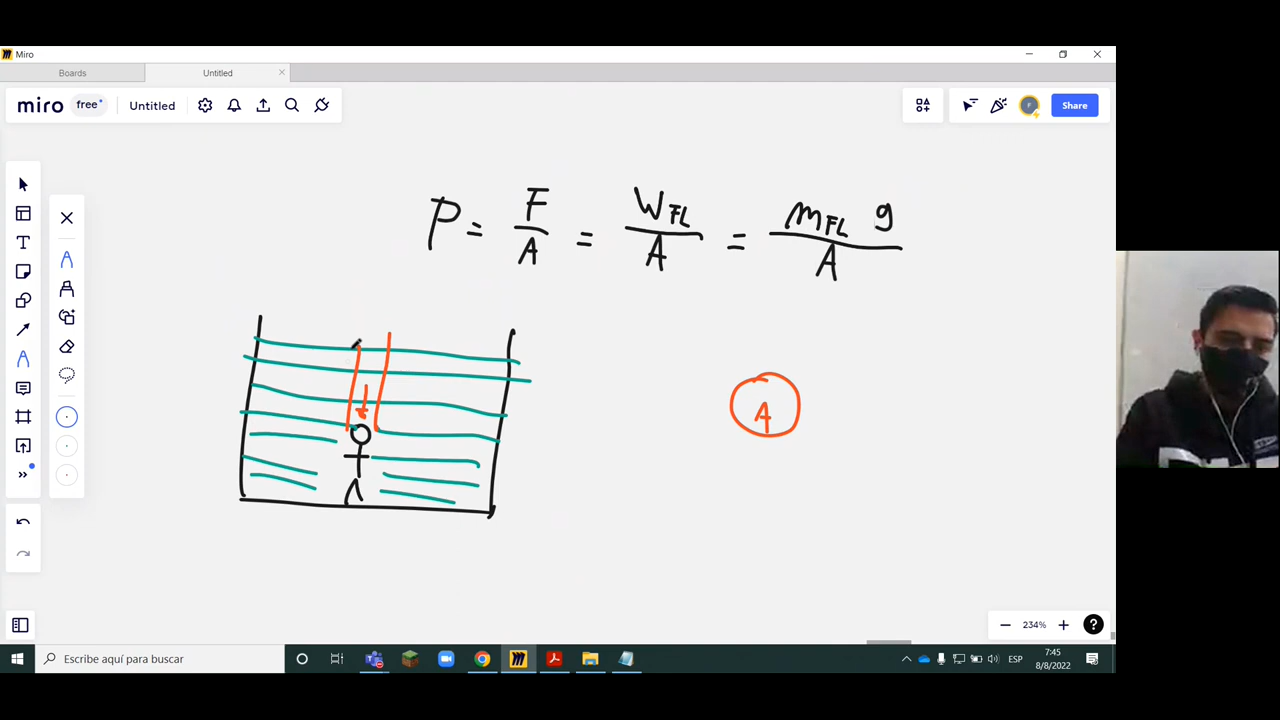 Miro
Boards
Untitled
miro free Untitled
Share
P = F/A = W_FL/A = m_FL g/A
A
234%
Escribe aquí para buscar
ESP
7:45
8/8/2022